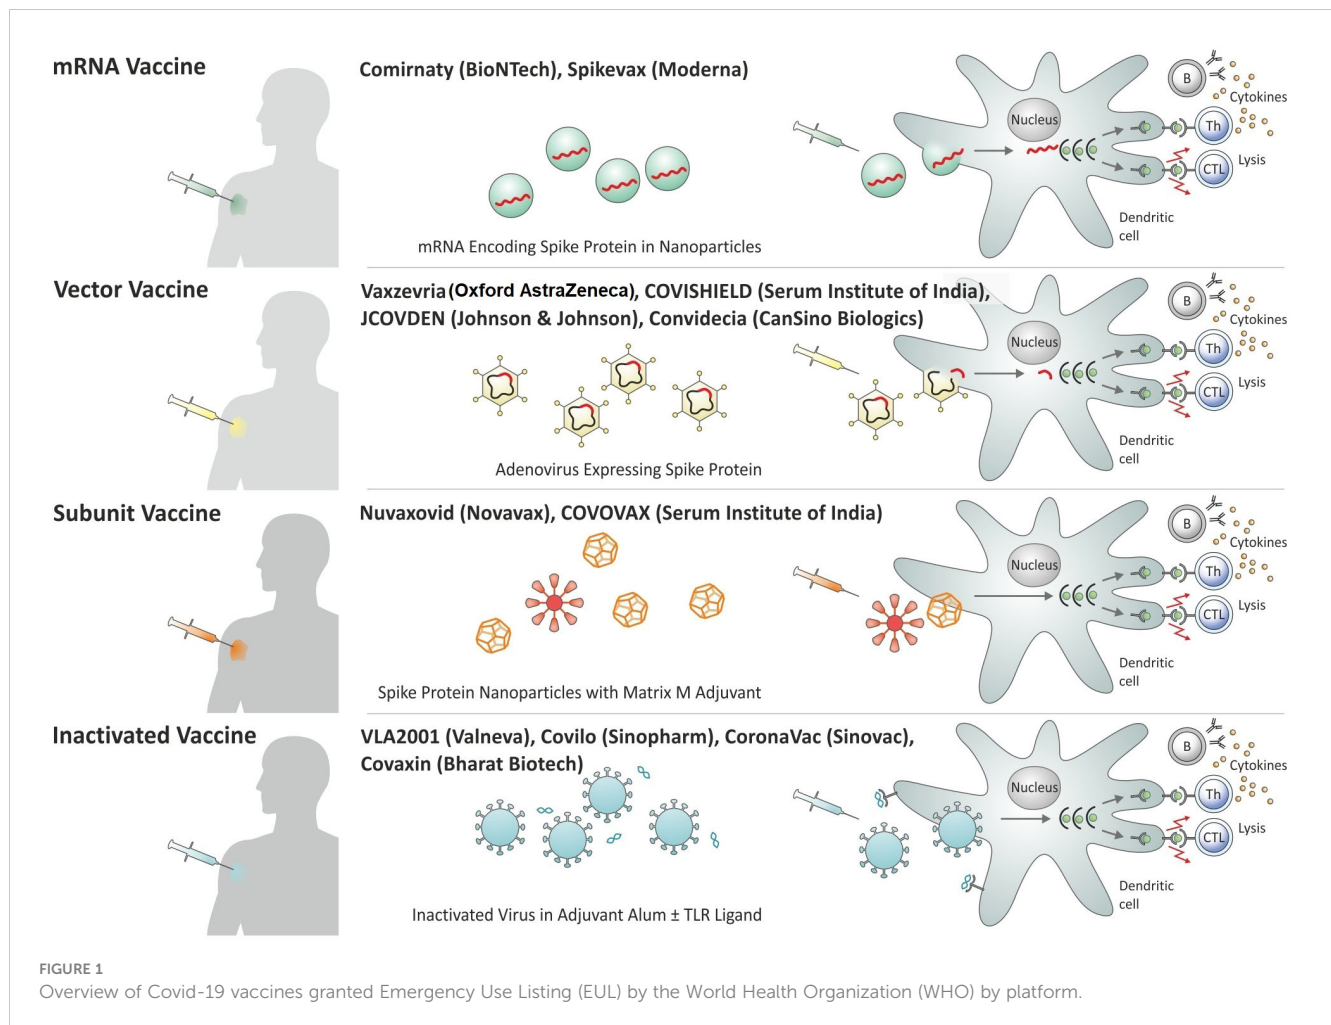 mRNA Vaccine
Comirnaty (BioNTech), Spikevax (Moderna)
Nucleus
B
Cytokines
Th
Lysis
CTL
Dendritic
cell
mRNA Encoding Spike Protein in Nanoparticles
Vector Vaccine
Vaxzevria (Oxford AstraZeneca), COVISHIELD (Serum Institute of India),
JCOVDEN (Johnson & Johnson), Convidecia (CanSino Biologics)
Nucleus
B
Cytokines
Th
Lysis
CTL
Dendritic
cell
Adenovirus Expressing Spike Protein
Subunit Vaccine
Nuvaxovid (Novavax), COVOVAX (Serum Institute of India)
Nucleus
B
Cytokines
Th
Lysis
CTL
Dendritic
cell
Spike Protein Nanoparticles with Matrix M Adjuvant
Inactivated Vaccine
VLA2001 (Valneva), Covilo (Sinopharm), CoronaVac (Sinovac),
Covaxin (Bharat Biotech)
Nucleus
B
Cytokines
Th
Lysis
CTL
Dendritic
cell
Inactivated Virus in Adjuvant Alum ± TLR Ligand
FIGURE 1
Overview of Covid-19 vaccines granted Emergency Use Listing (EUL) by the World Health Organization (WHO) by platform.